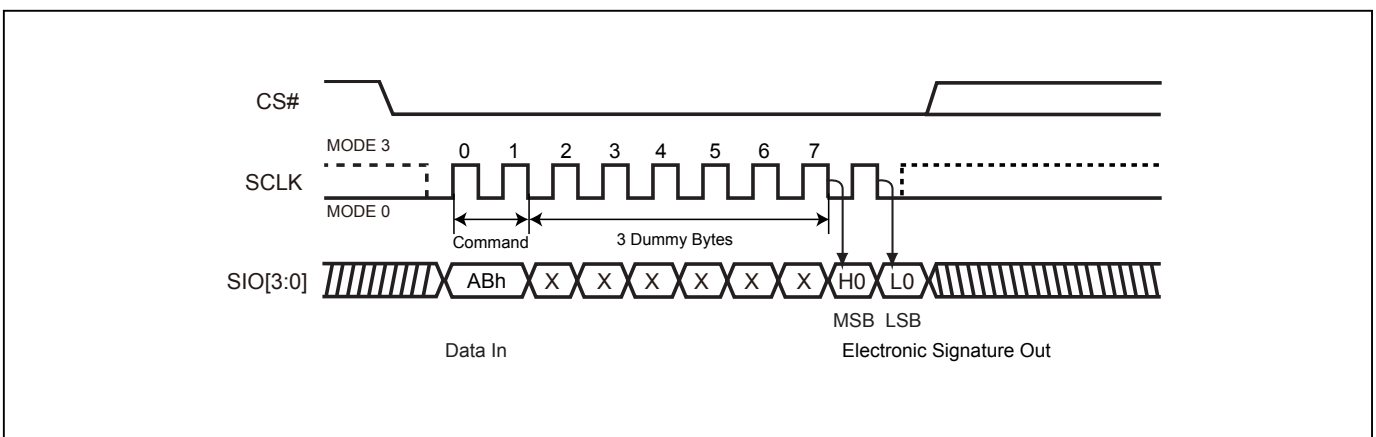 CS#
MODE 3
0 1 2 3 4 5 6 7
SCLK
MODE 0
Command
3 Dummy Bytes
SIO[3:0]
ABh X X X X X X H0 L0
MSB LSB
Data In
Electronic Signature Out